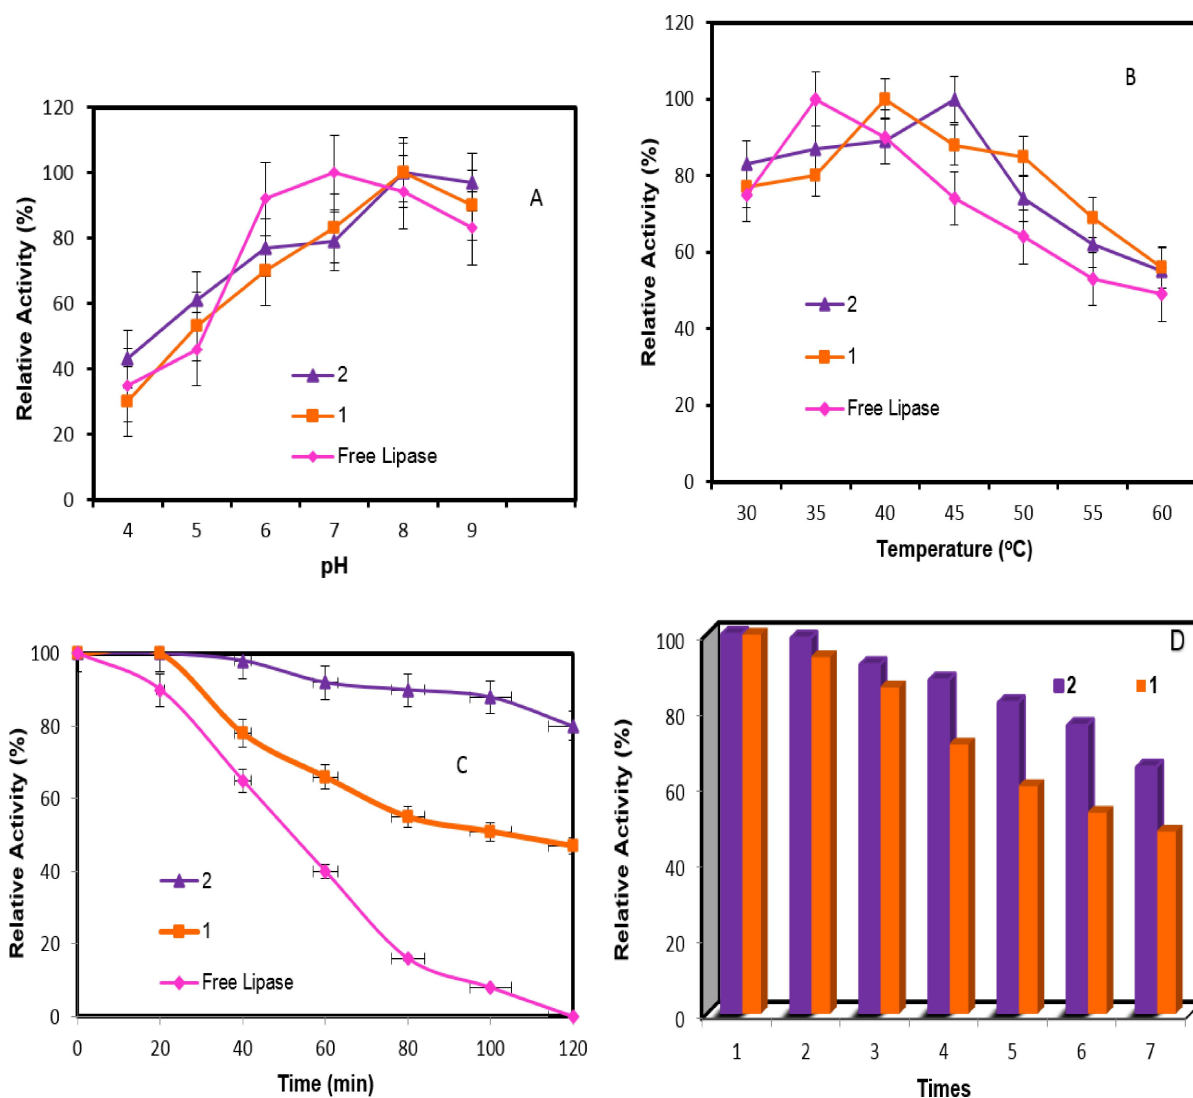 120
100
80
60
40
20
0
Relative Activity (%)
A
2
1
Free Lipase
4 5 6 7 8 9
pH
120
100
80
60
40
20
0
Relative Activity (%)
B
2
1
Free Lipase
30 35 40 45 50 55 60
Temperature (ºC)
100
80
60
40
20
0
Relative Activity (%)
C
2
1
Free Lipase
0 20 40 60 80 100 120
Time (min)
100
80
60
40
20
0
Relative Activity (%)
D
2 1
1 2 3 4 5 6 7
Times